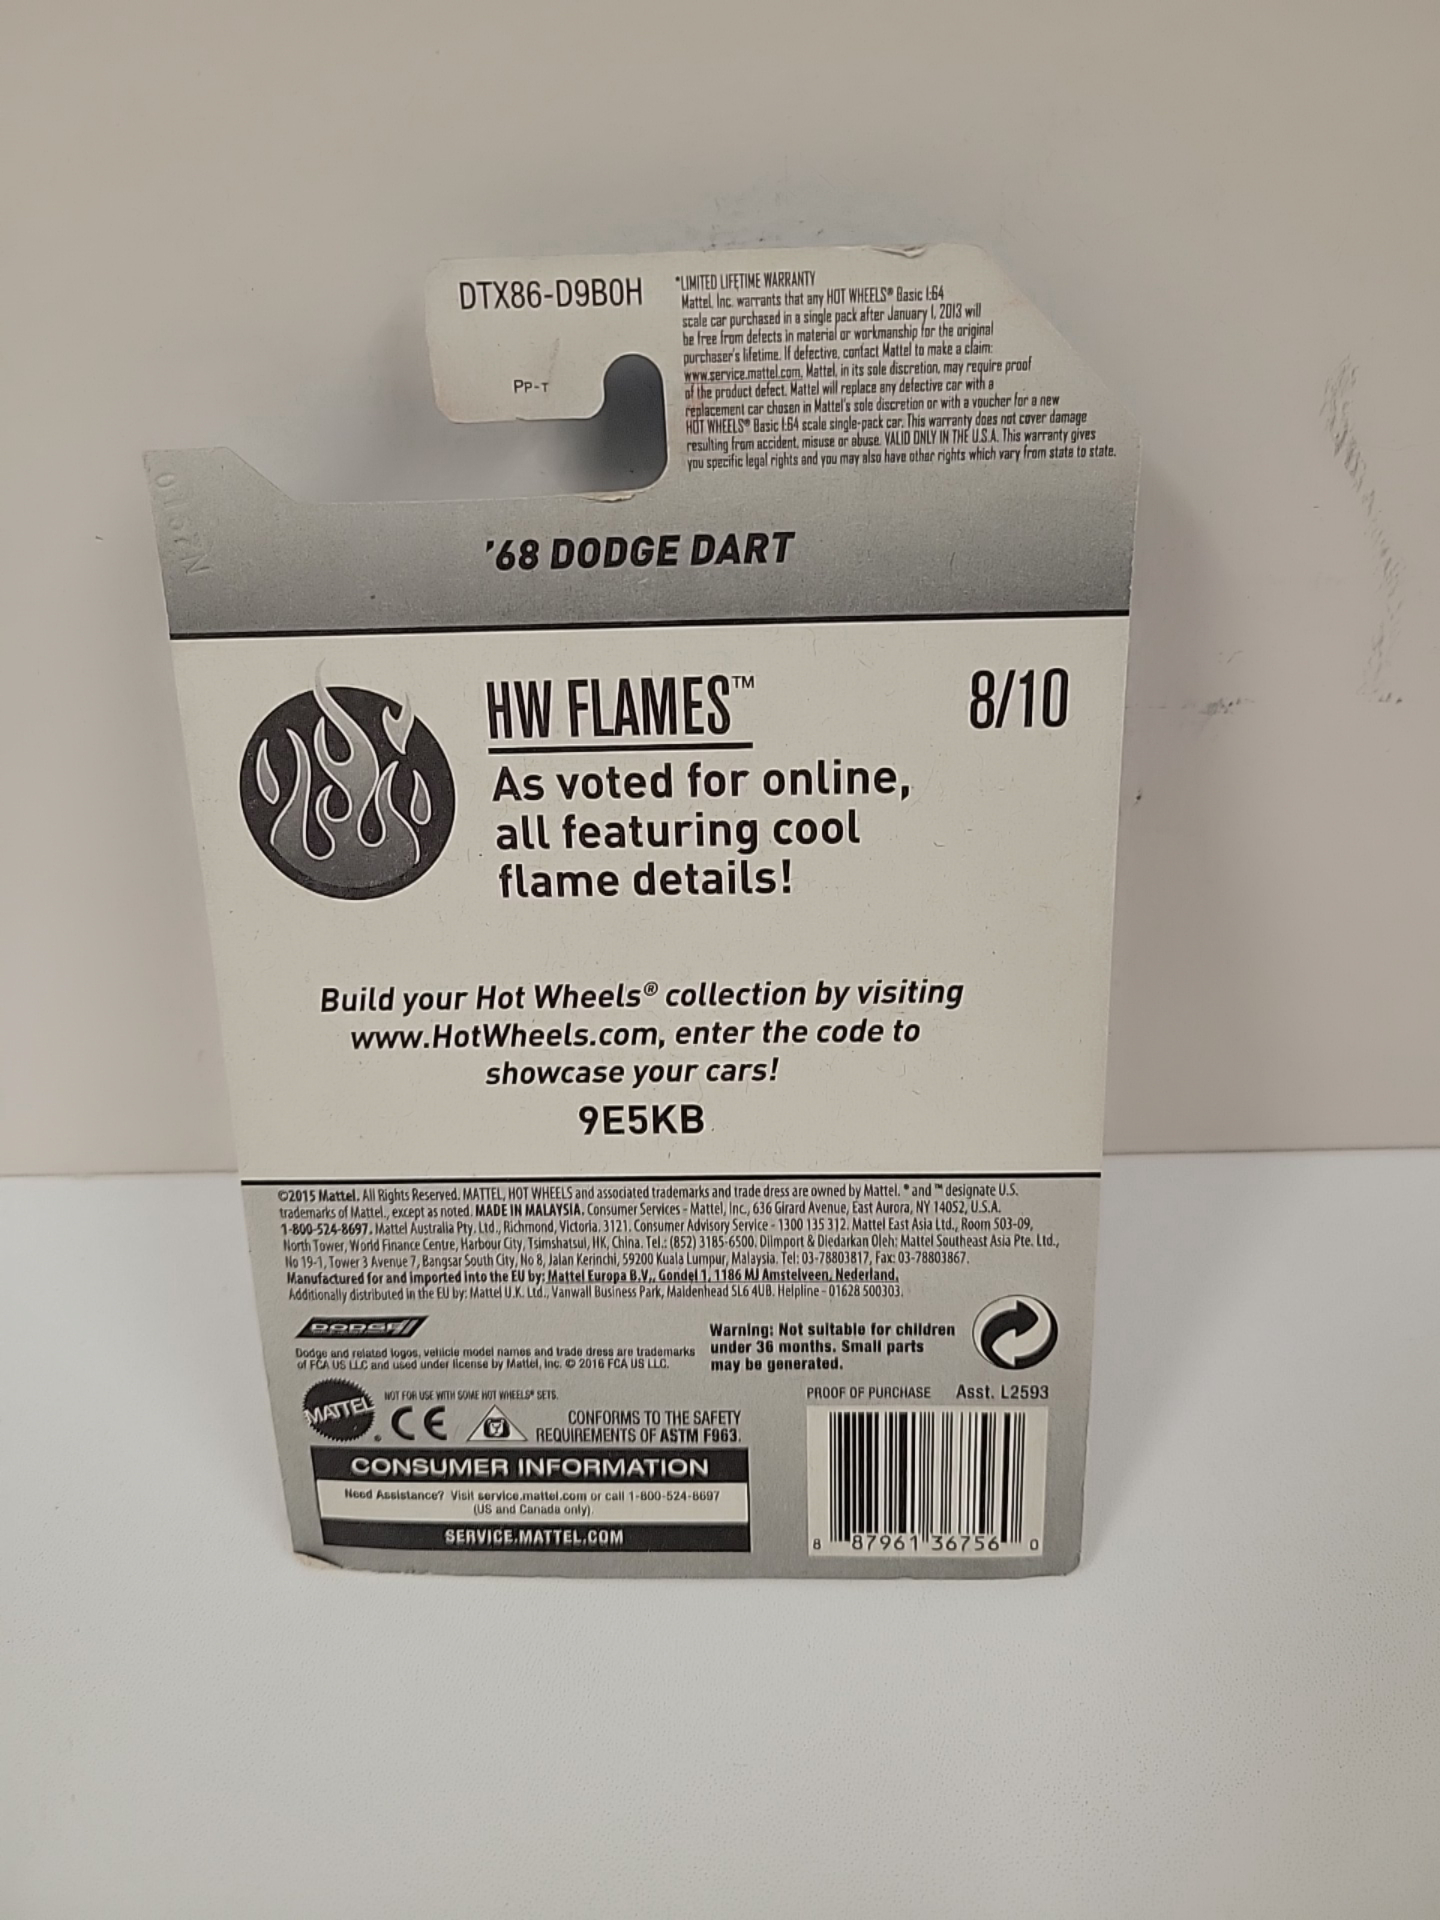 DTX86-D9B0H
Pp-T
*LIMITED LIFETIME WARRANTY
Mattel, Inc. warrants that any HOT WHEELS® Basic 1:64
scale car purchased in a single pack after January 1, 2013 will
be free from defects in material or workmanship for the original
purchaser's lifetime. If defective, contact Mattel to make a claim:
www.service.mattel.com. Mattel, in its sole discretion, may require proof
of the product defect. Mattel will replace any defective car with a
replacement car chosen in Mattel's sole discretion or with a voucher for a new
HOT WHEELS® Basic 1:64 scale single-pack car. This warranty does not cover damage
resulting from accident, misuse or abuse. VALID ONLY IN THE U.S.A. This warranty gives
you specific legal rights and you may also have other rights which vary from state to state.
'68 DODGE DART
HW FLAMES™
8/10
As voted for online,
all featuring cool
flame details!
Build your Hot Wheels® collection by visiting
www.HotWheels.com, enter the code to
showcase your cars!
9E5KB
©2015 Mattel. All Rights Reserved. MATTEL, HOT WHEELS and associated trademarks and trade dress are owned by Mattel. ® and ™ designate U.S.
trademarks of Mattel., except as noted. MADE IN MALAYSIA. Consumer Services - Mattel, Inc., 636 Girard Avenue, East Aurora, NY 14052, U.S.A.
1-800-524-8697. Mattel Australia Pty. Ltd., Richmond, Victoria. 3121. Consumer Advisory Service - 1300 135 312. Mattel East Asia Ltd., Room 503-09,
North Tower, World Finance Centre, Harbour City, Tsimshatsui, HK, China. Tel.: (852) 3185-6500. Diimport & Diedarkan Oleh: Mattel Southeast Asia Pte. Ltd.,
No 19-1, Tower 3 Avenue 7, Bangsar South City, No 8, Jalan Kerinchi, 59200 Kuala Lumpur, Malaysia. Tel: 03-78803817, Fax: 03-78803867.
Manufactured for and imported into the EU by: Mattel Europa B.V., Gondel 1, 1186 MJ Amstelveen, Nederland.
Additionally distributed in the EU by: Mattel U.K. Ltd., Vanwall Business Park, Maidenhead SL6 4UB. Helpline - 01628 500303.
DODGE
Dodge and related logos, vehicle model names and trade dress are trademarks
of FCA US LLC and used under license by Mattel, Inc. © 2016 FCA US LLC.
Warning: Not suitable for children
under 36 months. Small parts
may be generated.
MATTEL
NOT FOR USE WITH SOME HOT WHEELS® SETS.
CE
CONFORMS TO THE SAFETY
REQUIREMENTS OF ASTM F963.
PROOF OF PURCHASE Asst. L2593
CONSUMER INFORMATION
Need Assistance? Visit service.mattel.com or call 1-800-524-8697
(US and Canada only).
SERVICE.MATTEL.COM
8 87961 36756 0